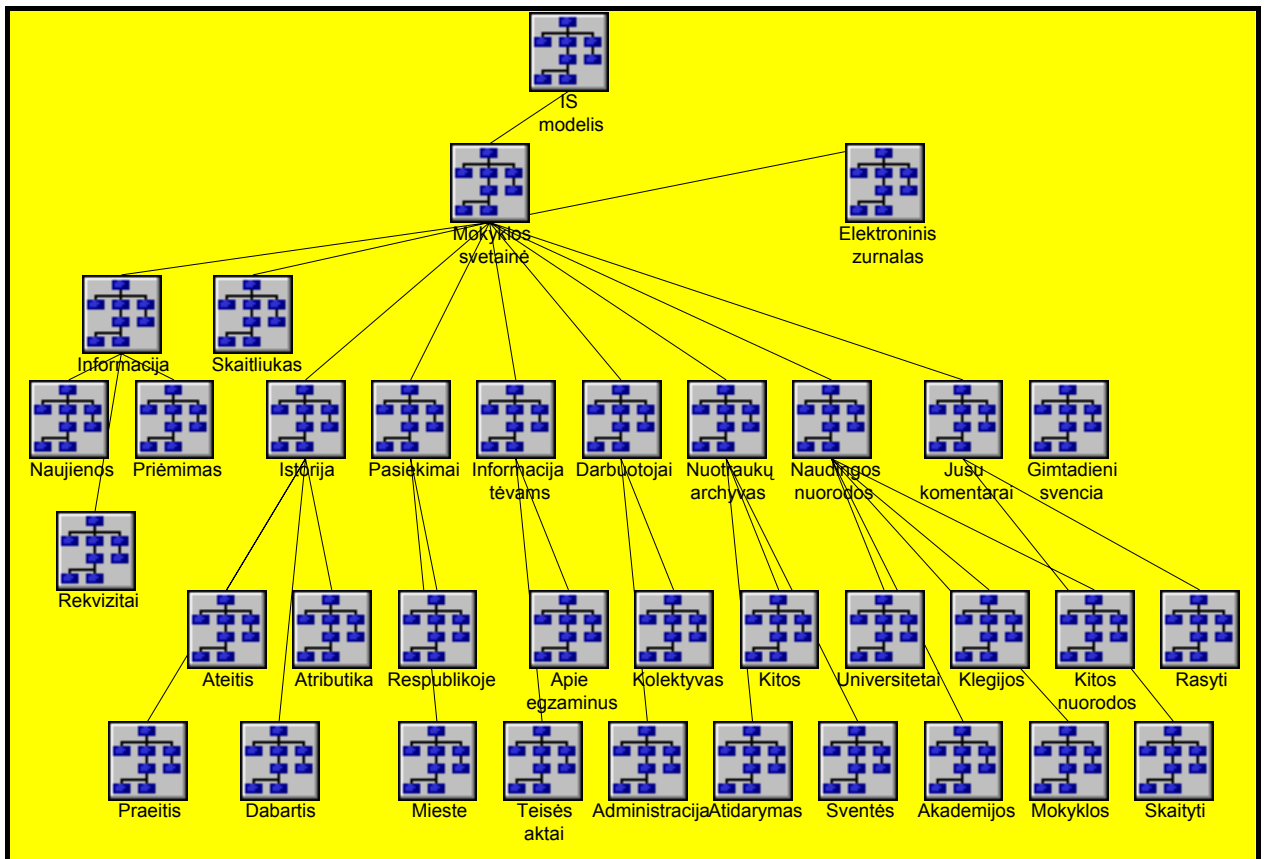 IS
modelis
Mokyklos
svetainė
Elektroninis
zurnalas
Informacija
Skaitliukas
Naujienos
Priėmimas
Istorija
Pasiekimai
Informacija
tėvams
Darbuotojai
Nuotraukų
archyvas
Naudingos
nuorodos
Jusu
komentarai
Gimtadieni
svencia
Rekvizitai
Ateitis
Atributika
Respublikoje
Apie
egzaminus
Kolektyvas
Kitos
Universitetai
Klegijos
Kitos
nuorodos
Rasyti
Praeitis
Dabartis
Mieste
Teisės
aktai
Administracija
Atidarymas
Sventės
Akademijos
Mokyklos
Skaityti